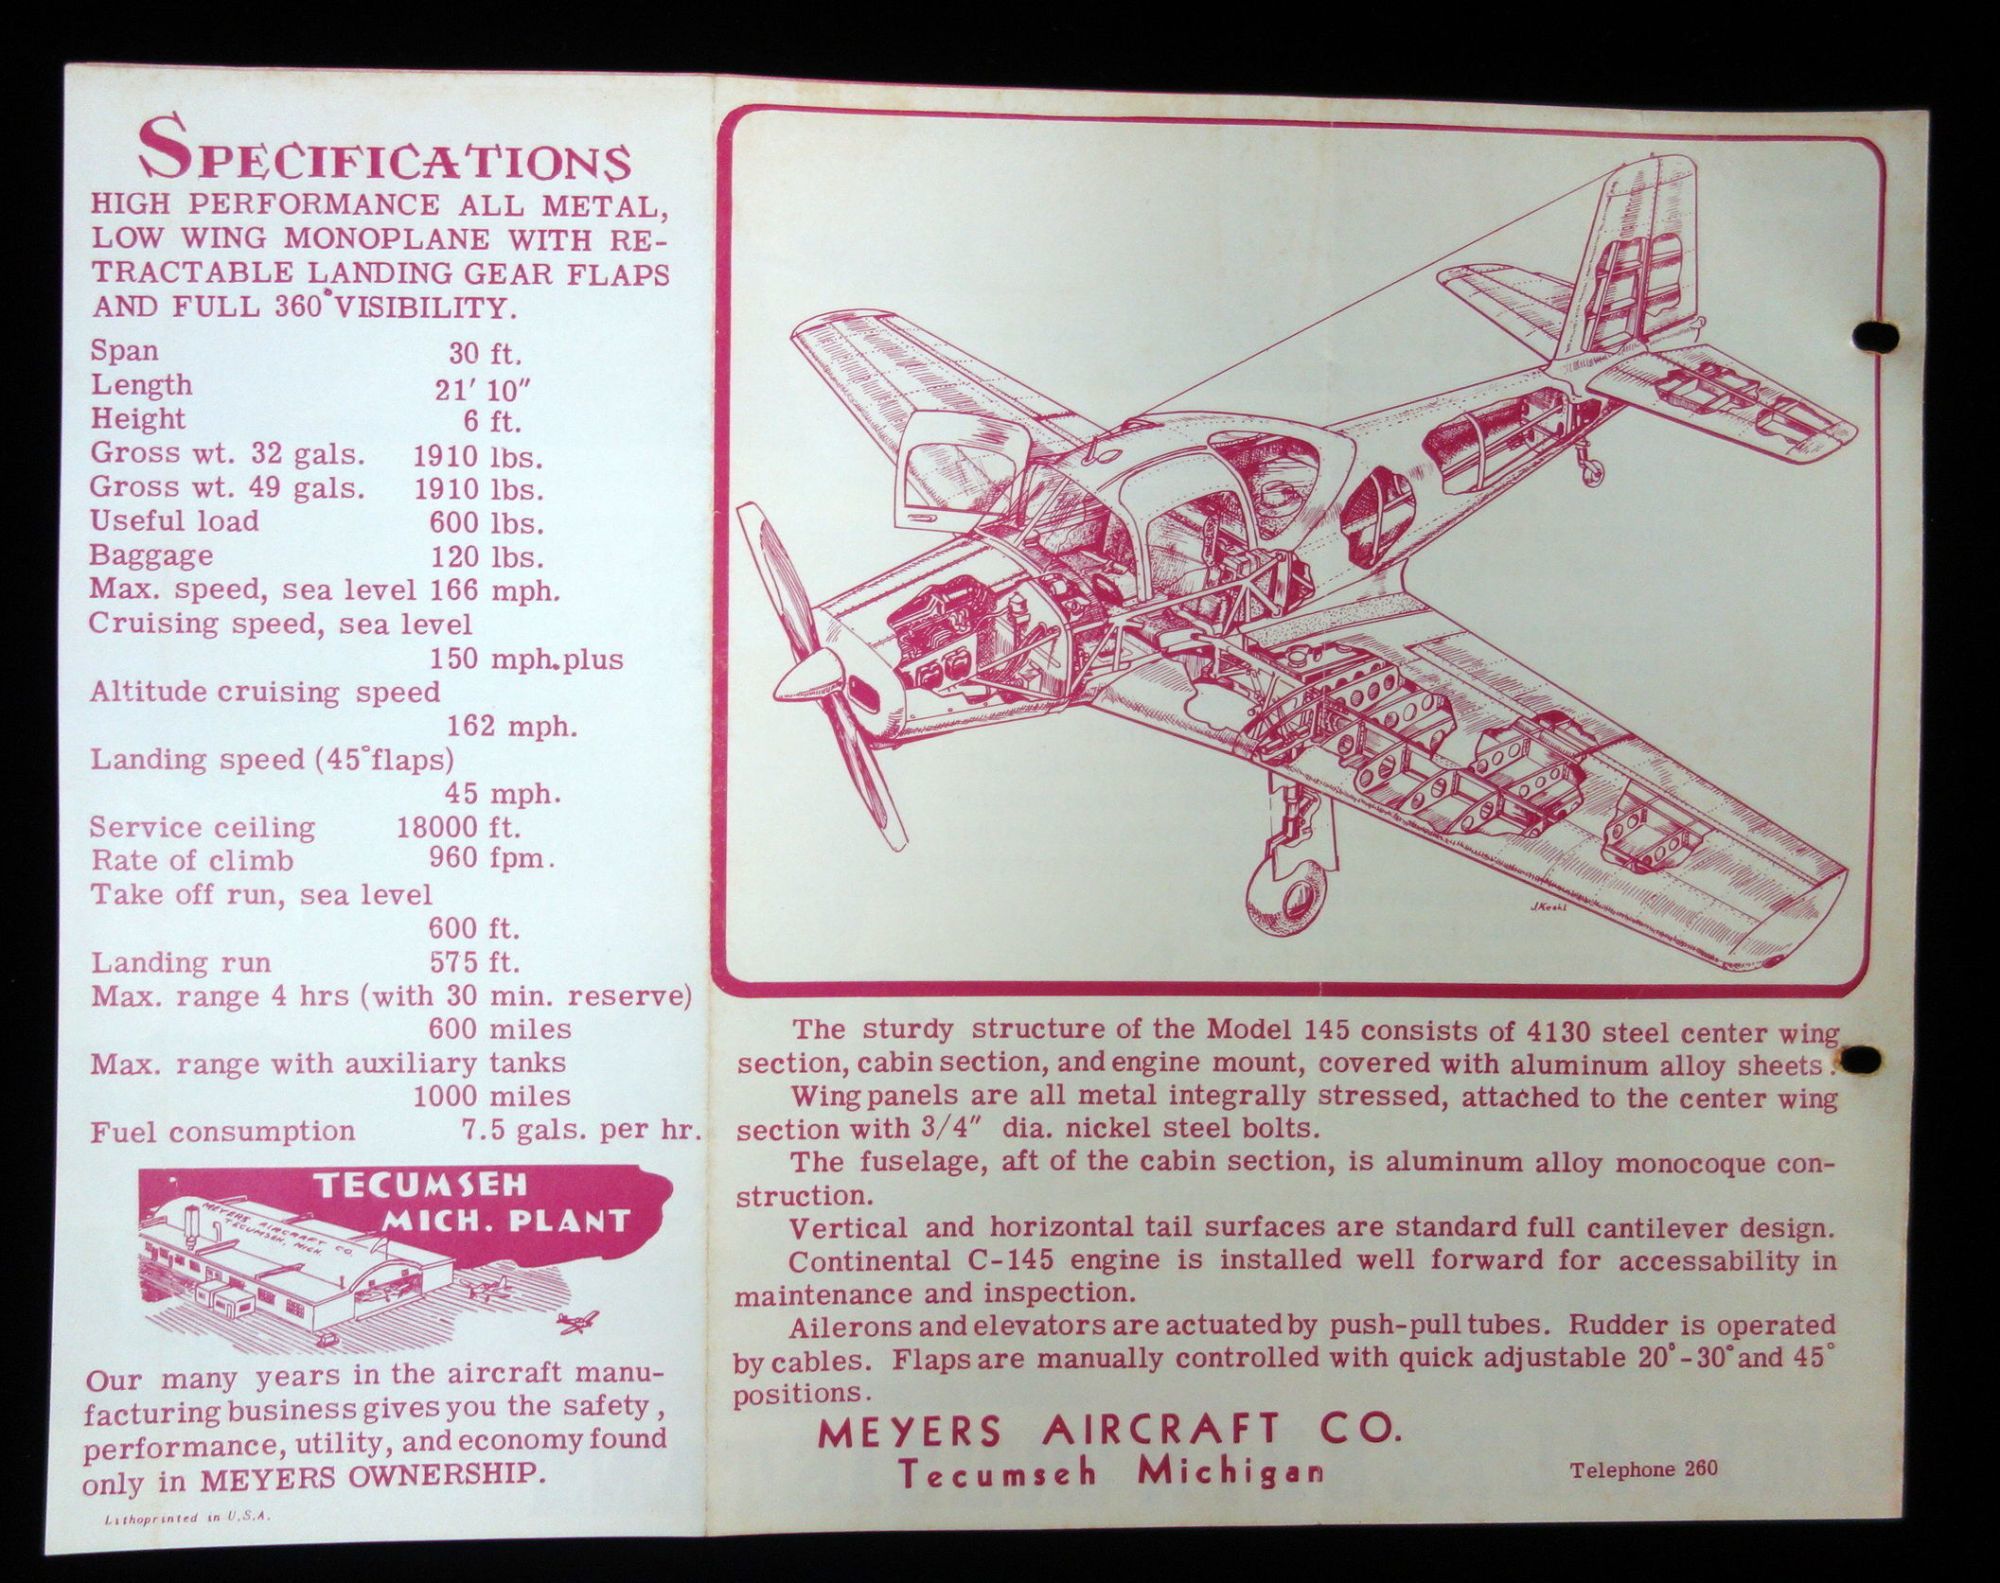 SPECIFICATIONS
HIGH PERFORMANCE ALL METAL,
LOW WING MONOPLANE WITH RE-
TRACTABLE LANDING GEAR FLAPS
AND FULL 360° VISIBILITY.
Span 30 ft.
Length 21' 10"
Height 6 ft.
Gross wt. 32 gals. 1910 lbs.
Gross wt. 49 gals. 1910 lbs.
Useful load 600 lbs.
Baggage 120 lbs.
Max. speed, sea level 166 mph.
Cruising speed, sea level
150 mph.plus
Altitude cruising speed
162 mph.
Landing speed (45° flaps)
45 mph.
Service ceiling 18000 ft.
Rate of climb 960 fpm.
Take off run, sea level
600 ft.
Landing run 575 ft.
Max. range 4 hrs (with 30 min. reserve)
600 miles
Max. range with auxiliary tanks
1000 miles
Fuel consumption 7.5 gals. per hr.
TECUMSEH
MICH. PLANT
MEYERS AIRCRAFT CO.
TECUMSEH, MICH
Our many years in the aircraft manu-
facturing business gives you the safety,
performance, utility, and economy found
only in MEYERS OWNERSHIP.
Lithoprinted in U.S.A.
J.Koehl
The sturdy structure of the Model 145 consists of 4130 steel center wing
section, cabin section, and engine mount, covered with aluminum alloy sheets.
Wing panels are all metal integrally stressed, attached to the center wing
section with 3/4" dia. nickel steel bolts.
The fuselage, aft of the cabin section, is aluminum alloy monocoque con-
struction.
Vertical and horizontal tail surfaces are standard full cantilever design.
Continental C-145 engine is installed well forward for accessability in
maintenance and inspection.
Ailerons and elevators are actuated by push-pull tubes. Rudder is operated
by cables. Flaps are manually controlled with quick adjustable 20°-30° and 45°
positions.
MEYERS AIRCRAFT CO.
Tecumseh Michigan
Telephone 260